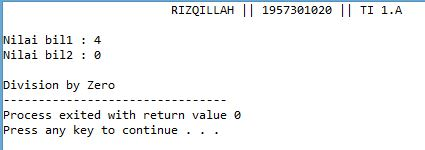 RIZQILLAH || 1957301020 || TI 1.A
Nilai bil1 : 4
Nilai bil2 : 0
Division by Zero
--------------------------------
Process exited with return value 0
Press any key to continue . . .